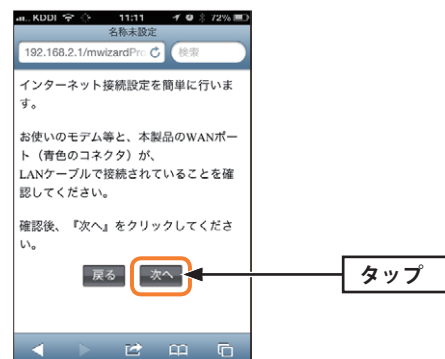 KDDI 11:11 72%
名称未設定
192.168.2.1/mwizardPro 検索
インターネット接続設定を簡単に行いま
す。
お使いのモデム等と、本製品のWANポー
ト（青色のコネクタ）が、
LANケーブルで接続されていることを確
認してください。
確認後、『次へ』をクリックしてくださ
い。
戻る 次へ
タップ